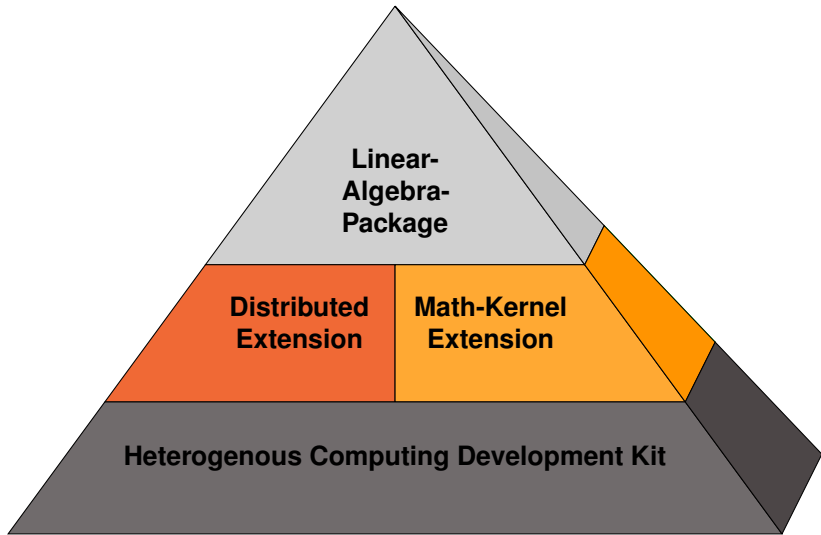 Linear-
Algebra-
Package
Distributed
Extension
Math-Kernel
Extension
Heterogenous Computing Development Kit